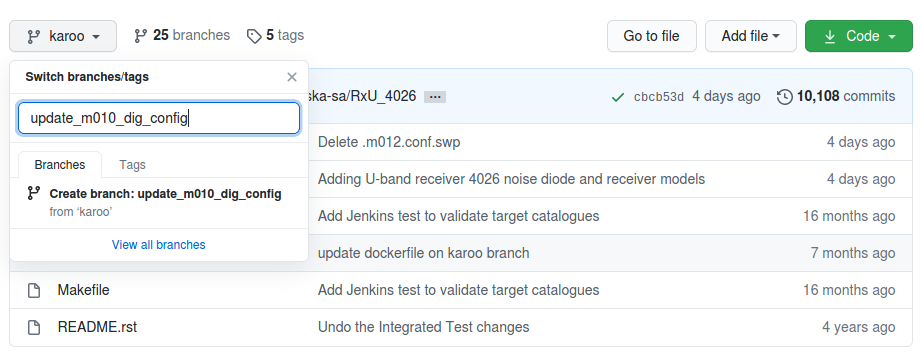 karoo
25 branches
5 tags
Go to file
Add file
Code
Switch branches/tags
update_m010_dig_config
Branches
Tags
Create branch: update_m010_dig_config
from ‘karoo’
View all branches
ska-sa/RxU_4026 ...
cbcb53d 4 days ago
10,108 commits
Delete .m012.conf.swp 4 days ago
Adding U-band receiver 4026 noise diode and receiver models 4 days ago
Add Jenkins test to validate target catalogues 16 months ago
update dockerfile on karoo branch 7 months ago
Makefile Add Jenkins test to validate target catalogues 16 months ago
README.rst Undo the Integrated Test changes 4 years ago